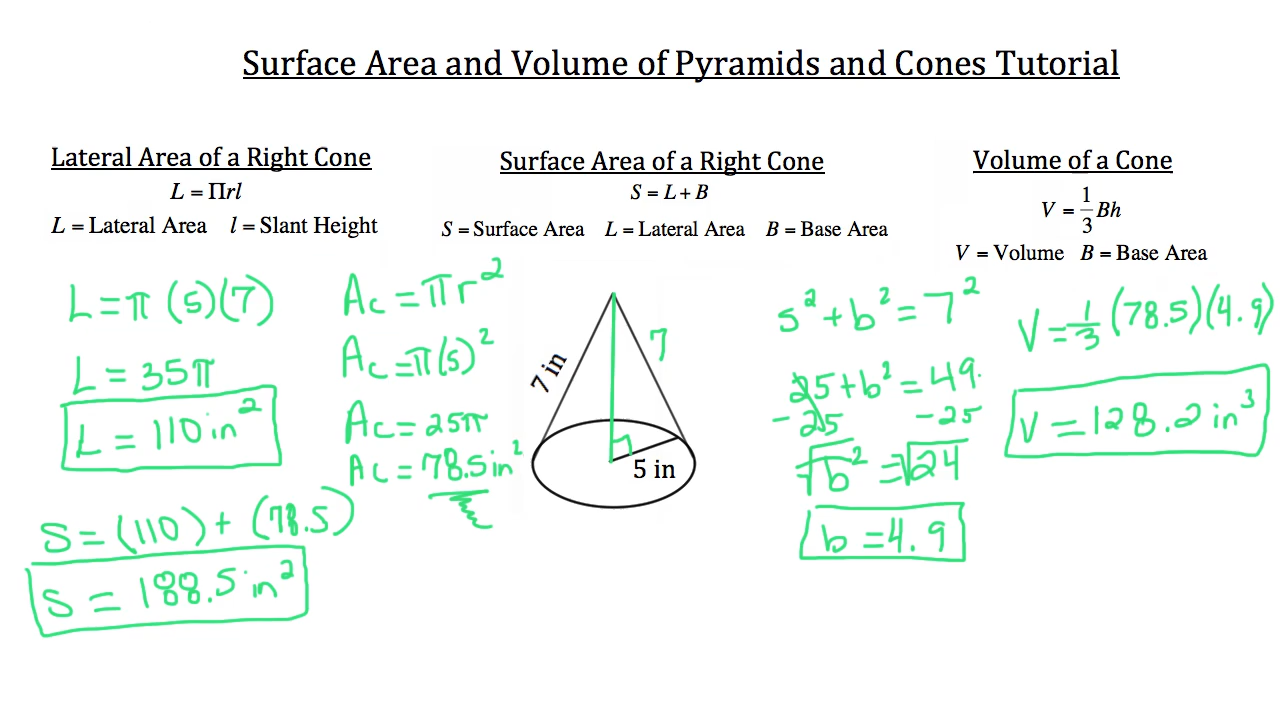 Surface Area and Volume of Pyramids and Cones Tutorial
Lateral Area of a Right Cone
L = Πrl
L = Lateral Area l = Slant Height
L = π (5)(7)
L = 35π
L = 110 in²
S = (110) + (78.5)
S = 188.5 in²
Surface Area of a Right Cone
S = L + B
S = Surface Area L = Lateral Area B = Base Area
Ac = πr²
Ac = π(5)²
Ac = 25π
Ac = 78.5 in²
7 in
7
5 in
Volume of a Cone
V = 1/3 Bh
V = Volume B = Base Area
5² + b² = 7²
25 + b² = 49
-25 -25
√b² = √24
b = 4.9
V = 1/3 (78.5)(4.9)
V = 128.2 in³